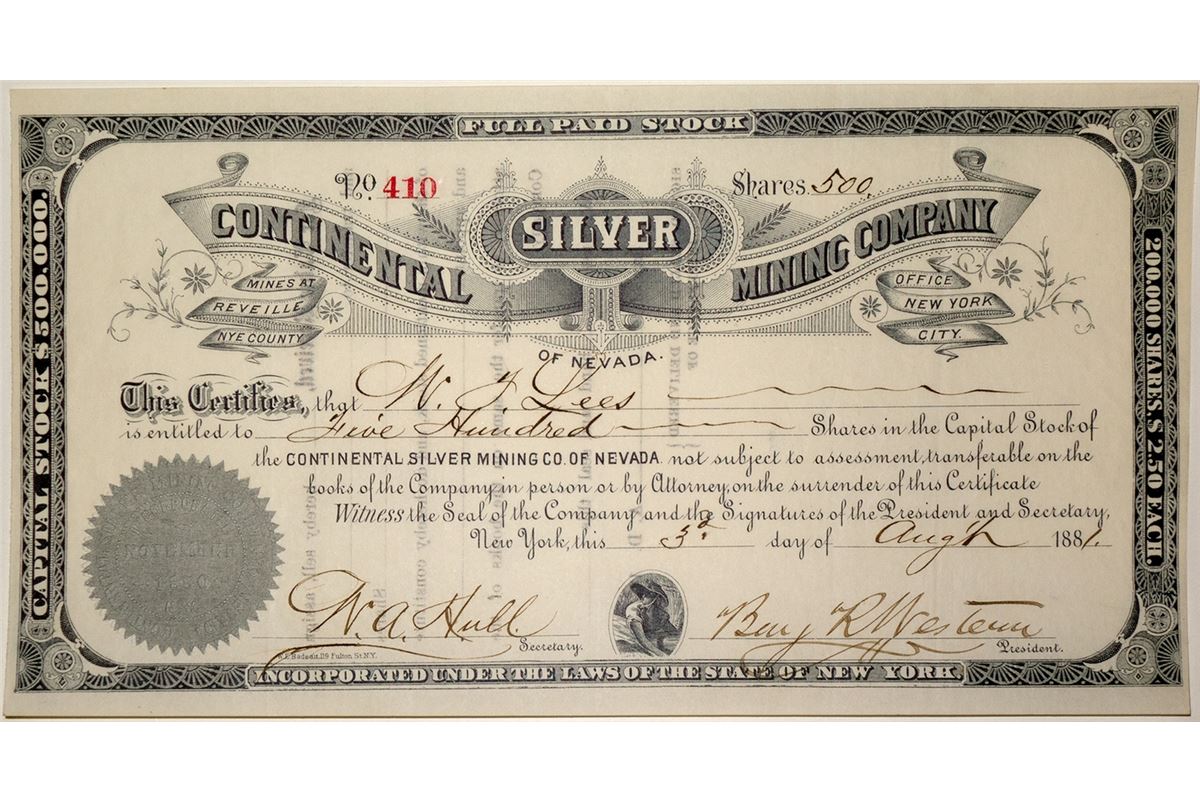 FULL PAID STOCK
No. 410
Shares. 500.
CONTINENTAL SILVER MINING COMPANY
MINES AT
REVEILLE
NYE COUNTY
OFFICE
NEW YORK
CITY.
OF NEVADA.
CAPITAL STOCK $500.000.
200.000 SHARES, $2.50 EACH.
This Certifies, that W. J. Lees
is entitled to Five Hundred Shares in the Capital Stock of
the CONTINENTAL SILVER MINING CO. OF NEVADA. not subject to assessment, transferable on the
books of the Company in person or by Attorney, on the surrender of this Certificate
Witness the Seal of the Company and the Signatures of the President and Secretary,
New York, this 3d. day of Augt 1881.
NOVEMBER
1880
W. A. Hull.
Secretary.
Benj R Western
President.
119 Fulton St. N.Y.
INCORPORATED UNDER THE LAWS OF THE STATE OF NEW YORK.